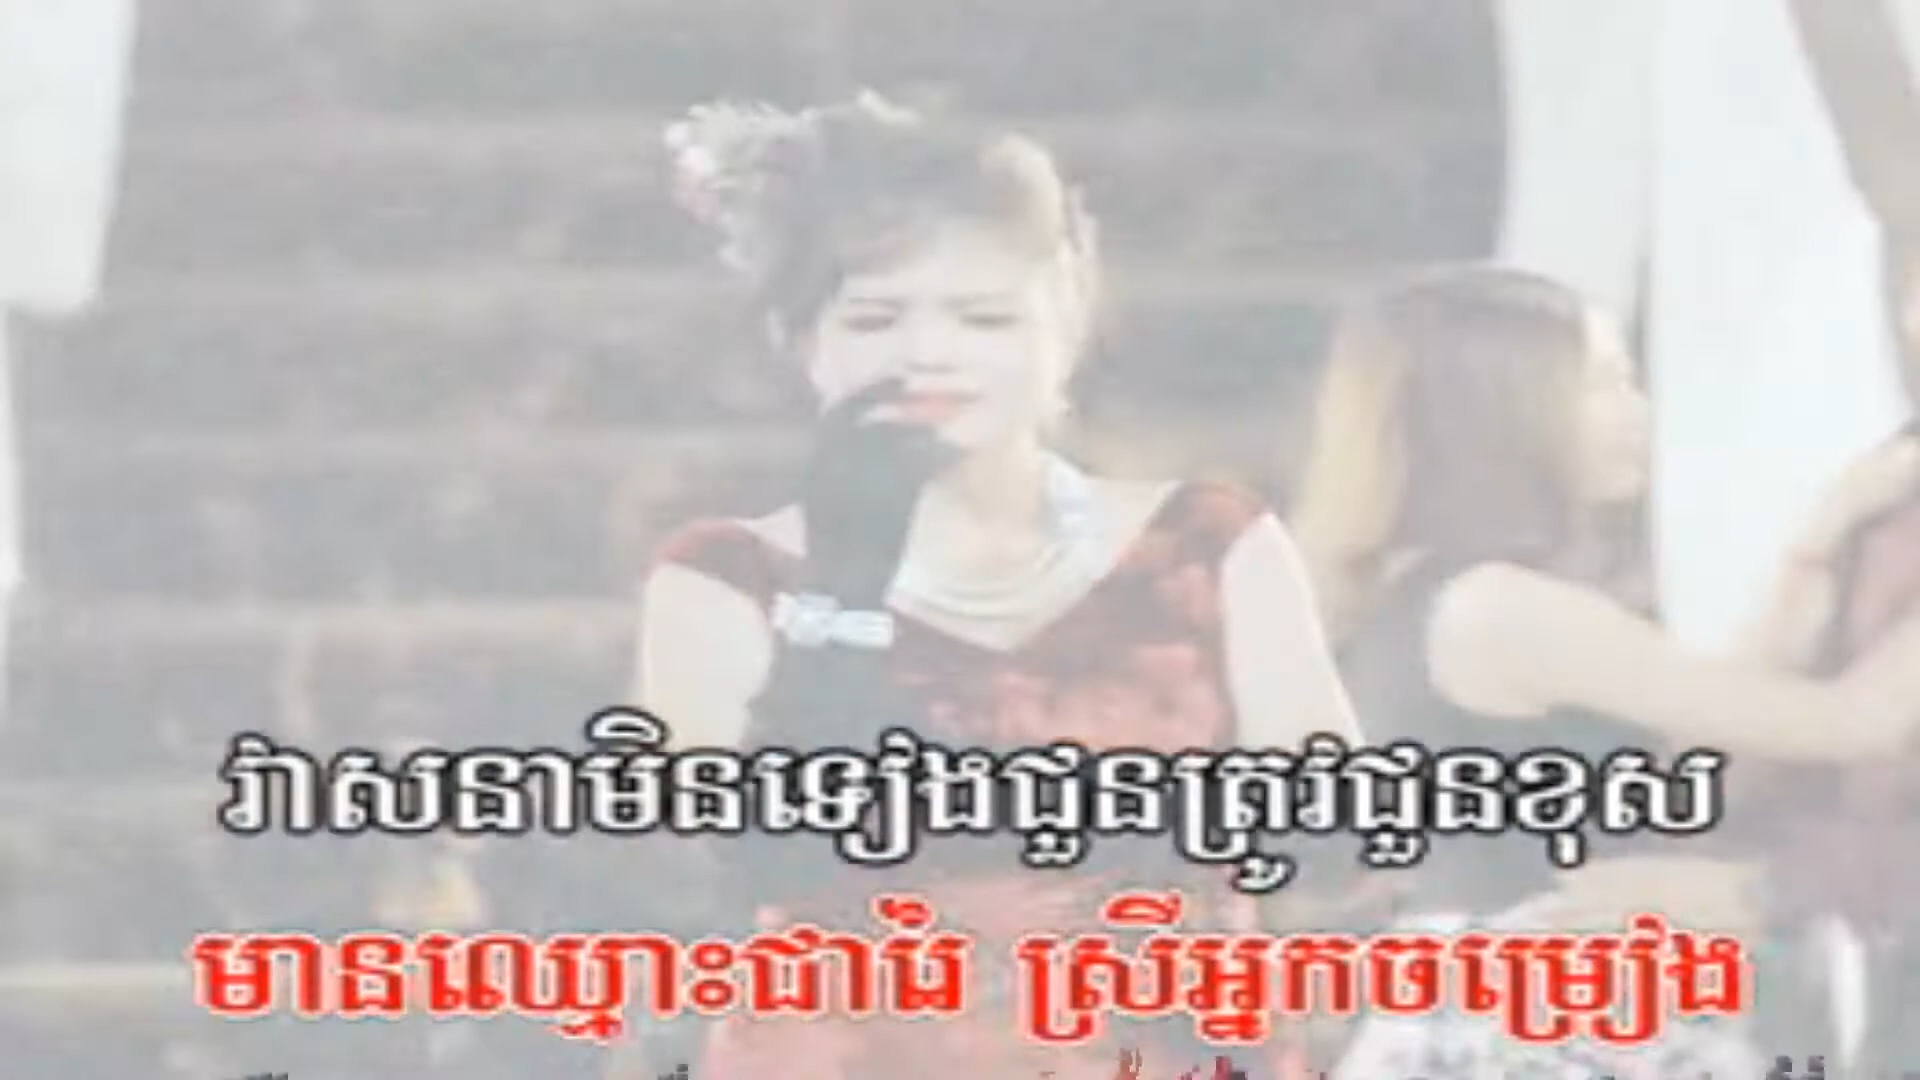 វាសនាមិនទៀងជួនត្រូវជួនខុស
មានឈ្មោះជាធំ ស្រីអ្នកចម្រៀង